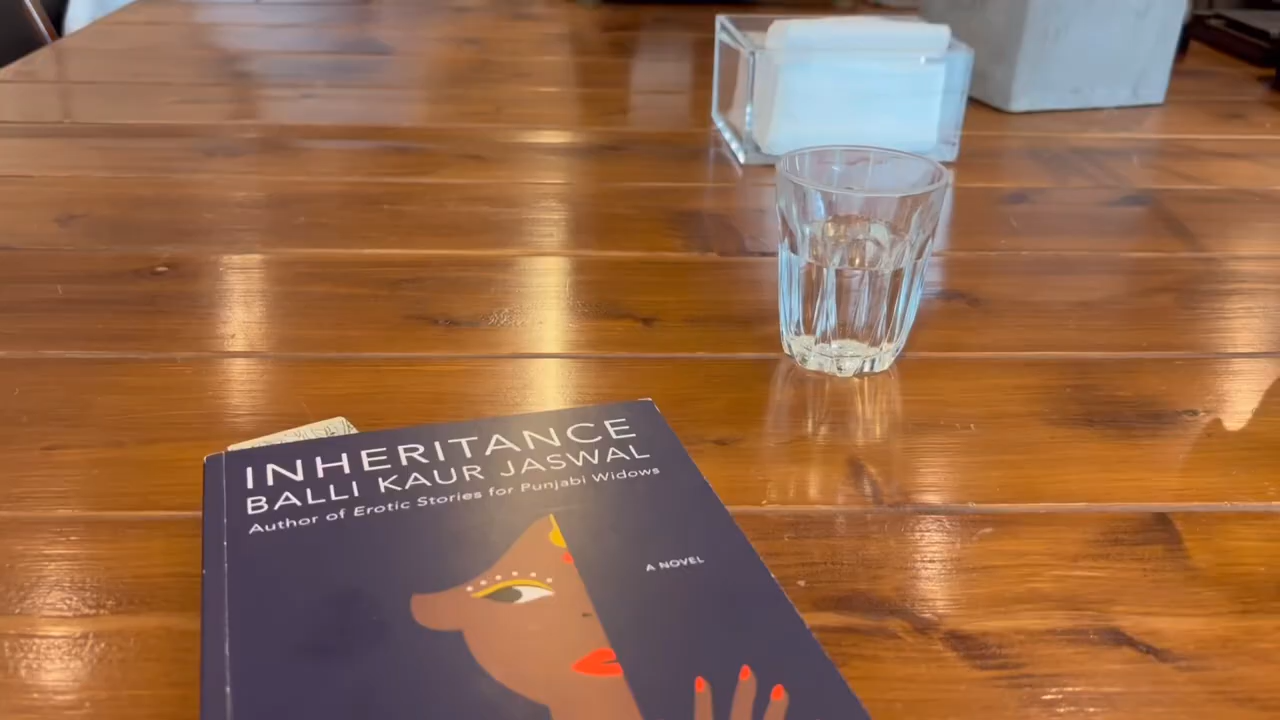 INHERITANCE
BALLI KAUR JASWAL
Author of Erotic Stories for Punjabi Widows
A NOVEL